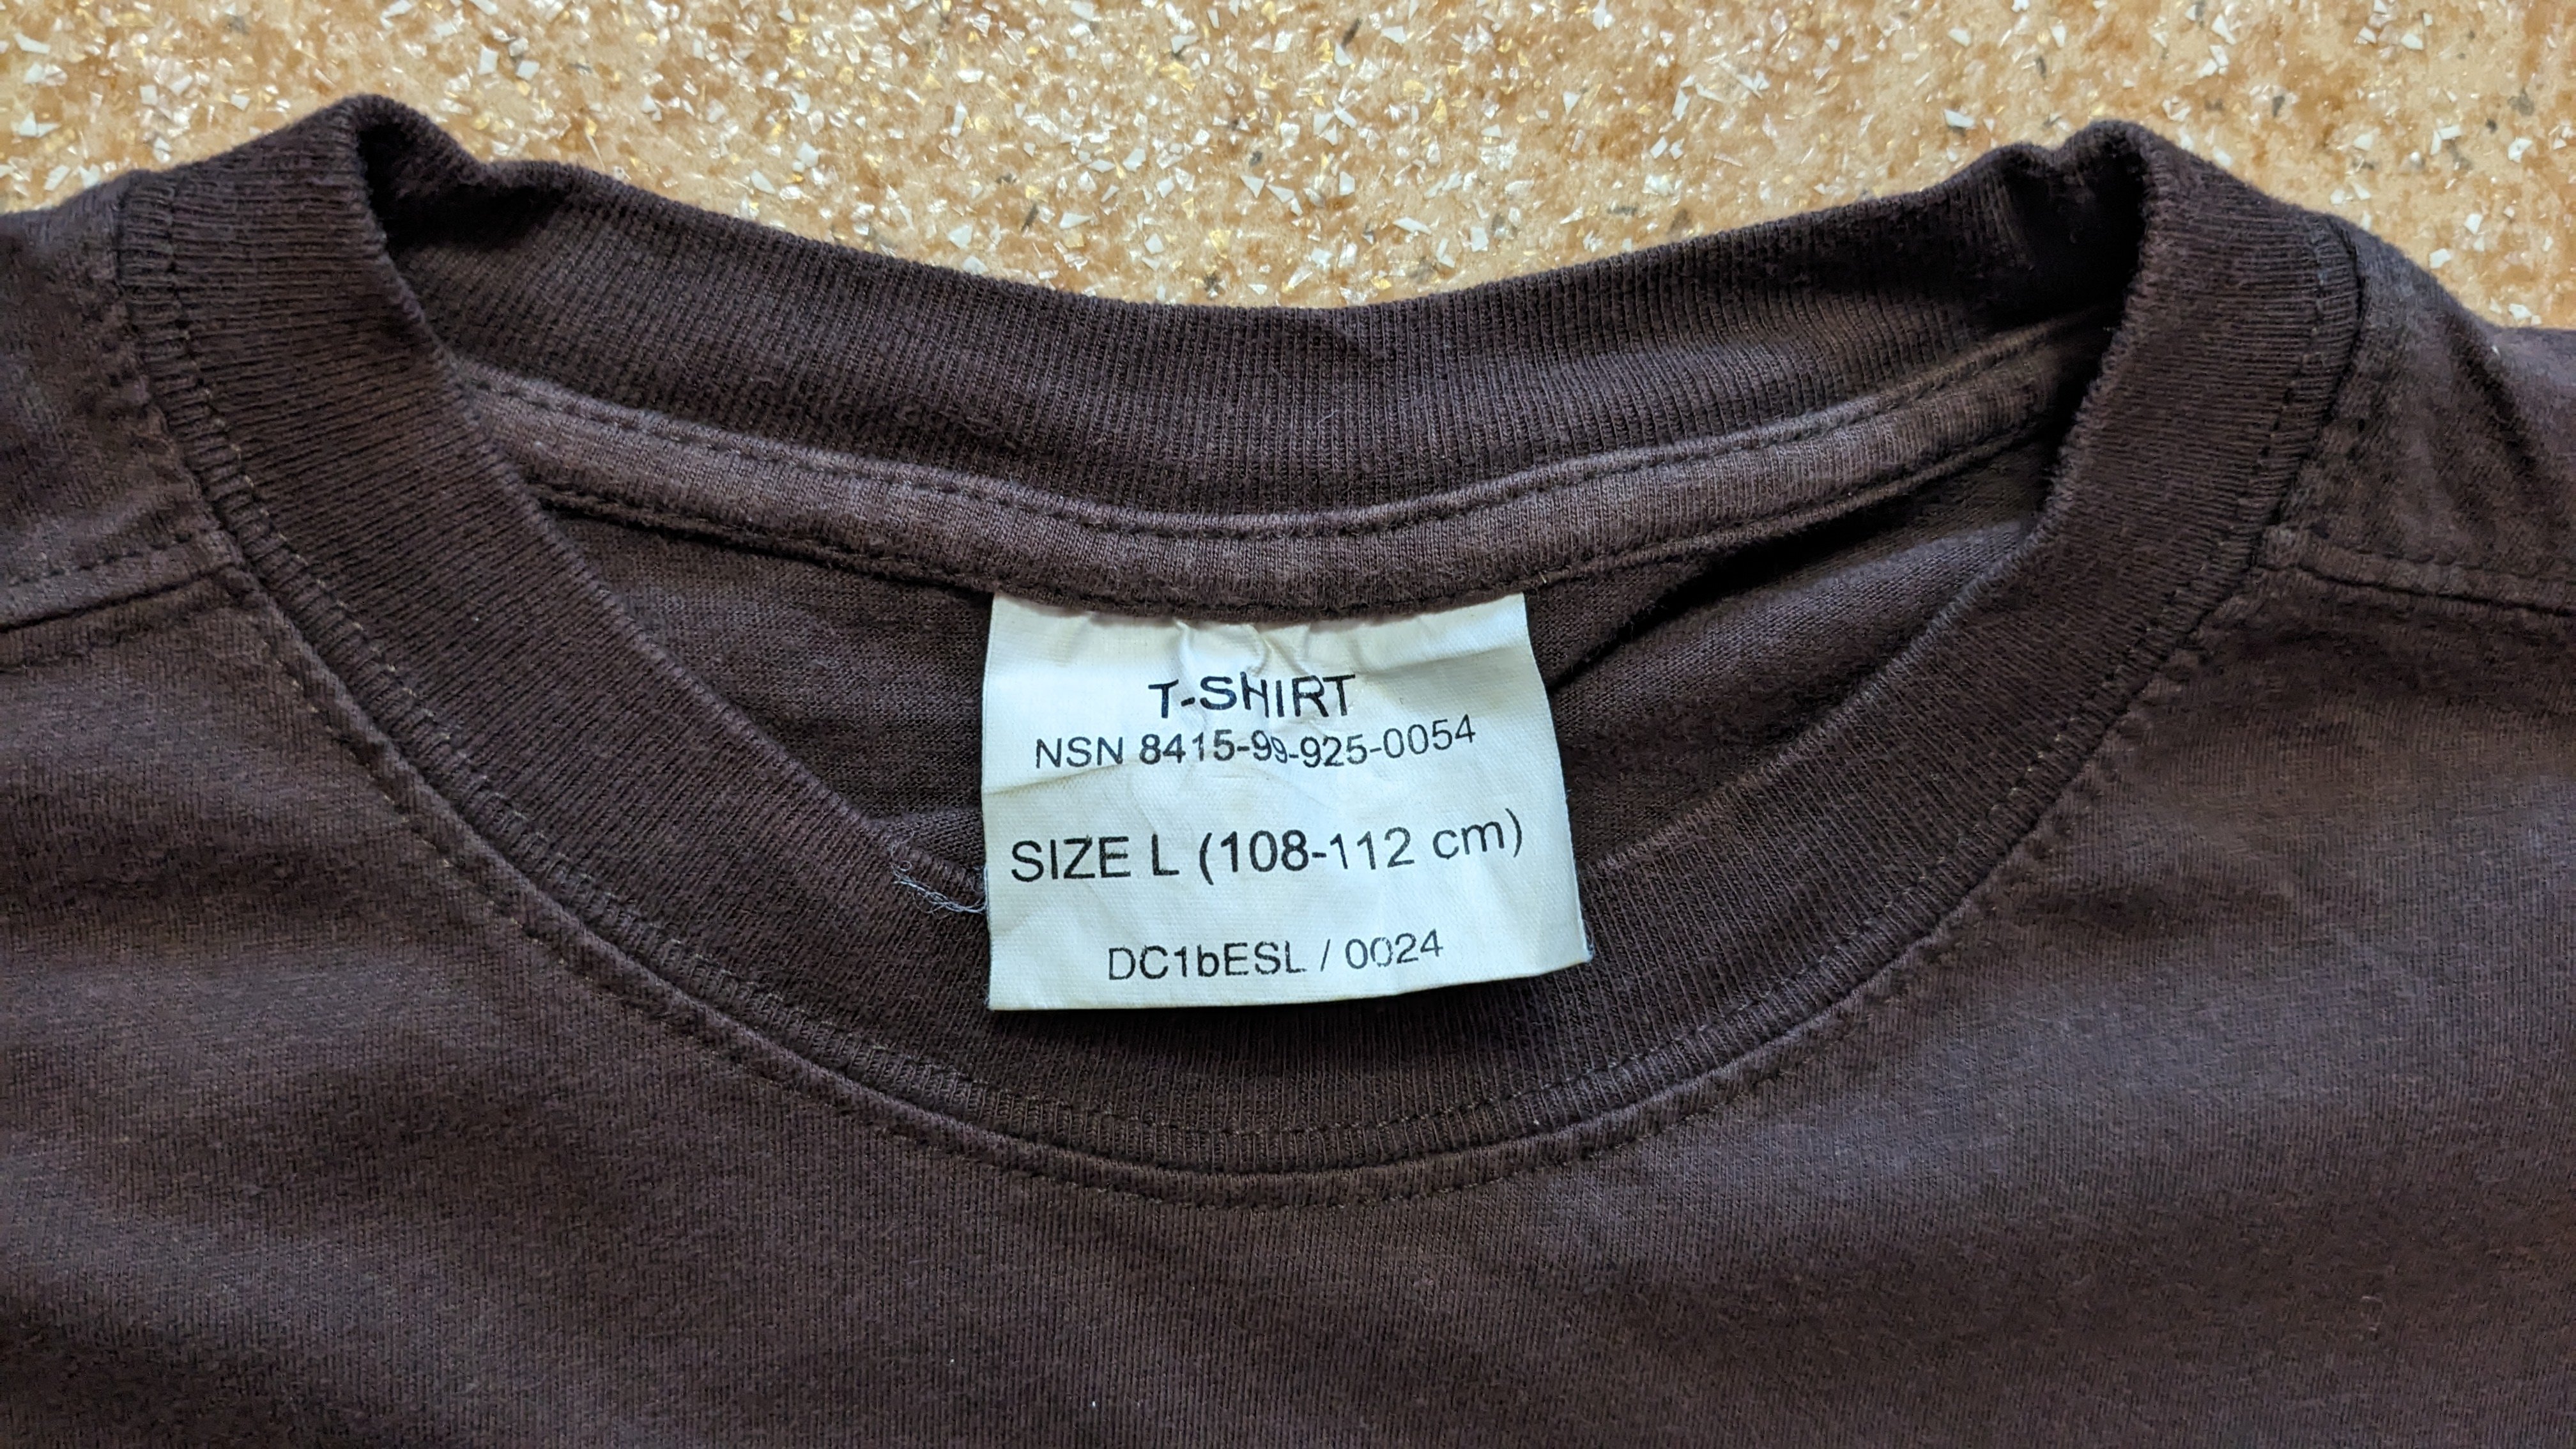 T-SHIRT
NSN 8415-99-925-0054
SIZE L (108-112 cm)
DC1bESL / 0024